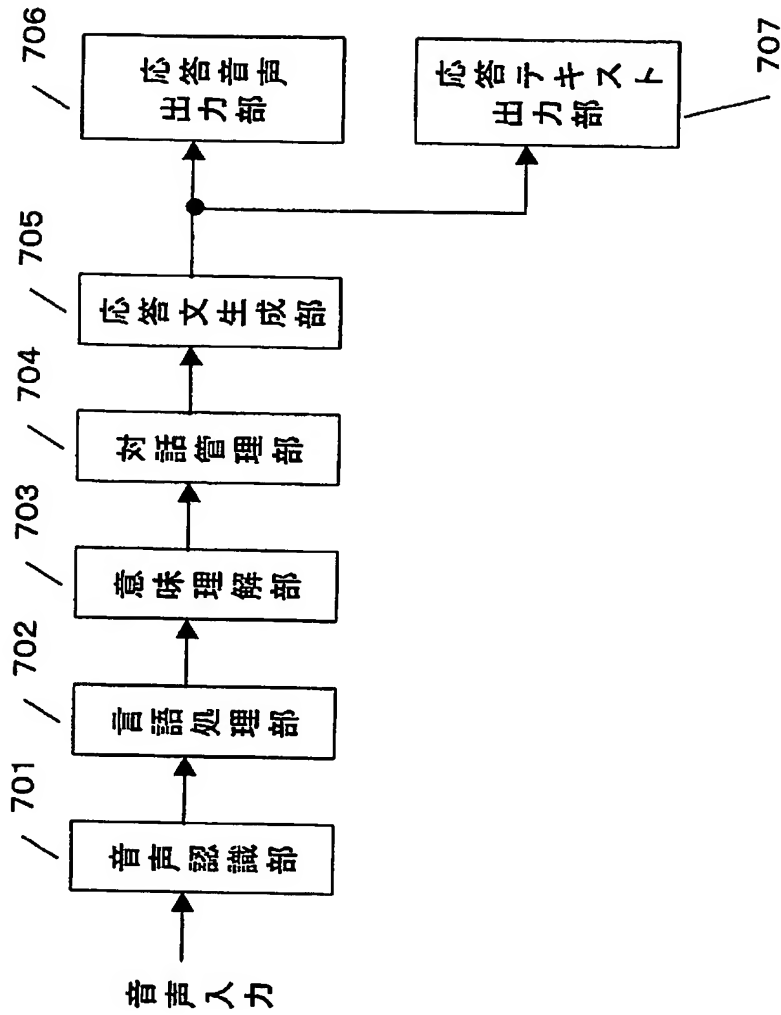 音声入力
701
音声認識部
702
言語処理部
703
意味理解部
704
対話管理部
705
応答文生成部
706
応答音声
出力部
応答テキスト
出力部
707